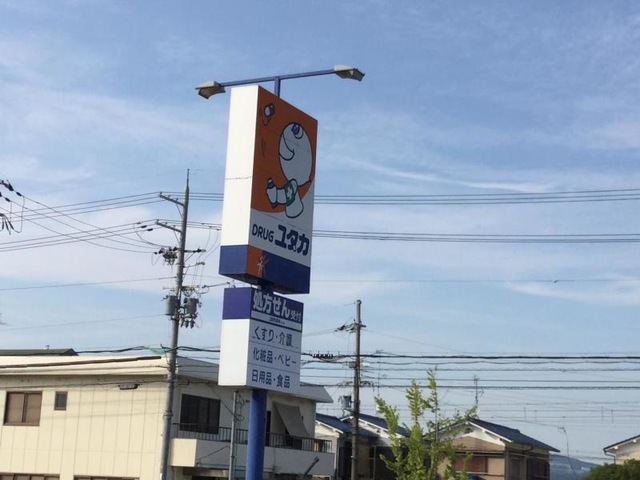 DRUG ユタカ
処方せん受付
くすり・介護
化粧品・ベビー
日用品・食品